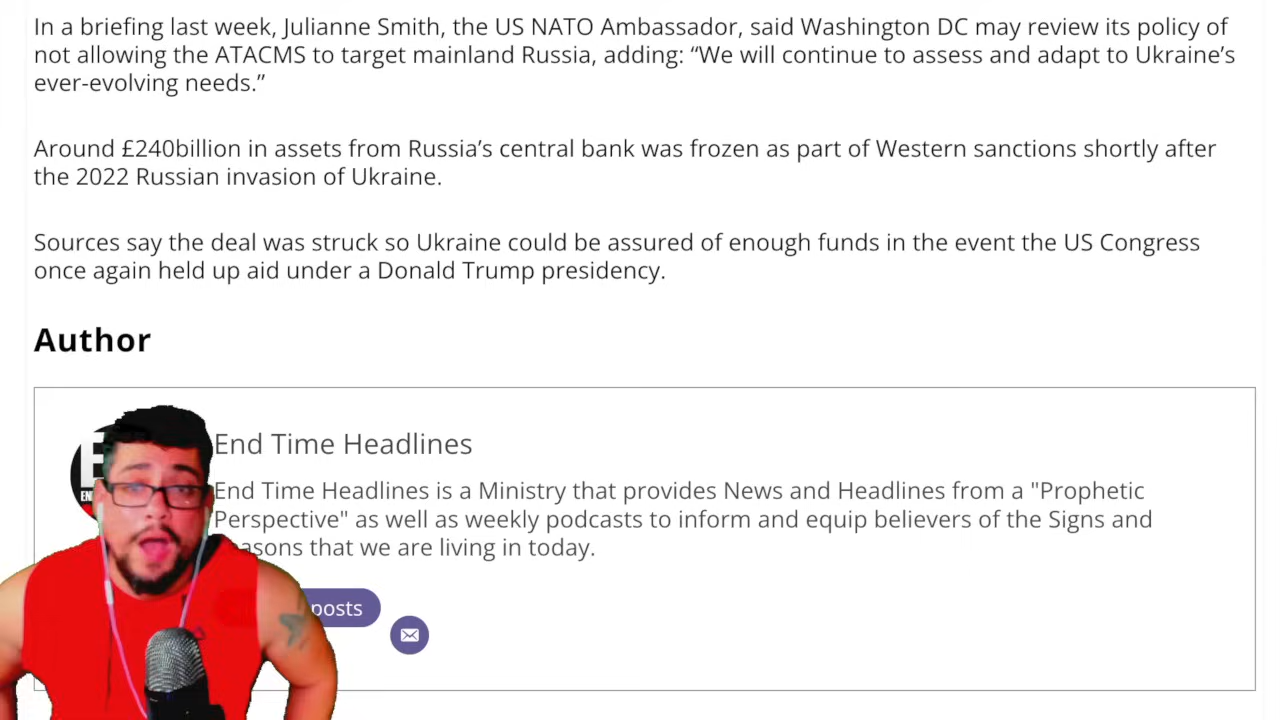 In a briefing last week, Julianne Smith, the US NATO Ambassador, said Washington DC may review its policy of
not allowing the ATACMS to target mainland Russia, adding: “We will continue to assess and adapt to Ukraine’s
ever-evolving needs.”
Around £240billion in assets from Russia’s central bank was frozen as part of Western sanctions shortly after
the 2022 Russian invasion of Ukraine.
Sources say the deal was struck so Ukraine could be assured of enough funds in the event the US Congress
once again held up aid under a Donald Trump presidency.
Author
End Time Headlines
End Time Headlines is a Ministry that provides News and Headlines from a "Prophetic
Perspective" as well as weekly podcasts to inform and equip believers of the Signs and
that we are living in today.
posts